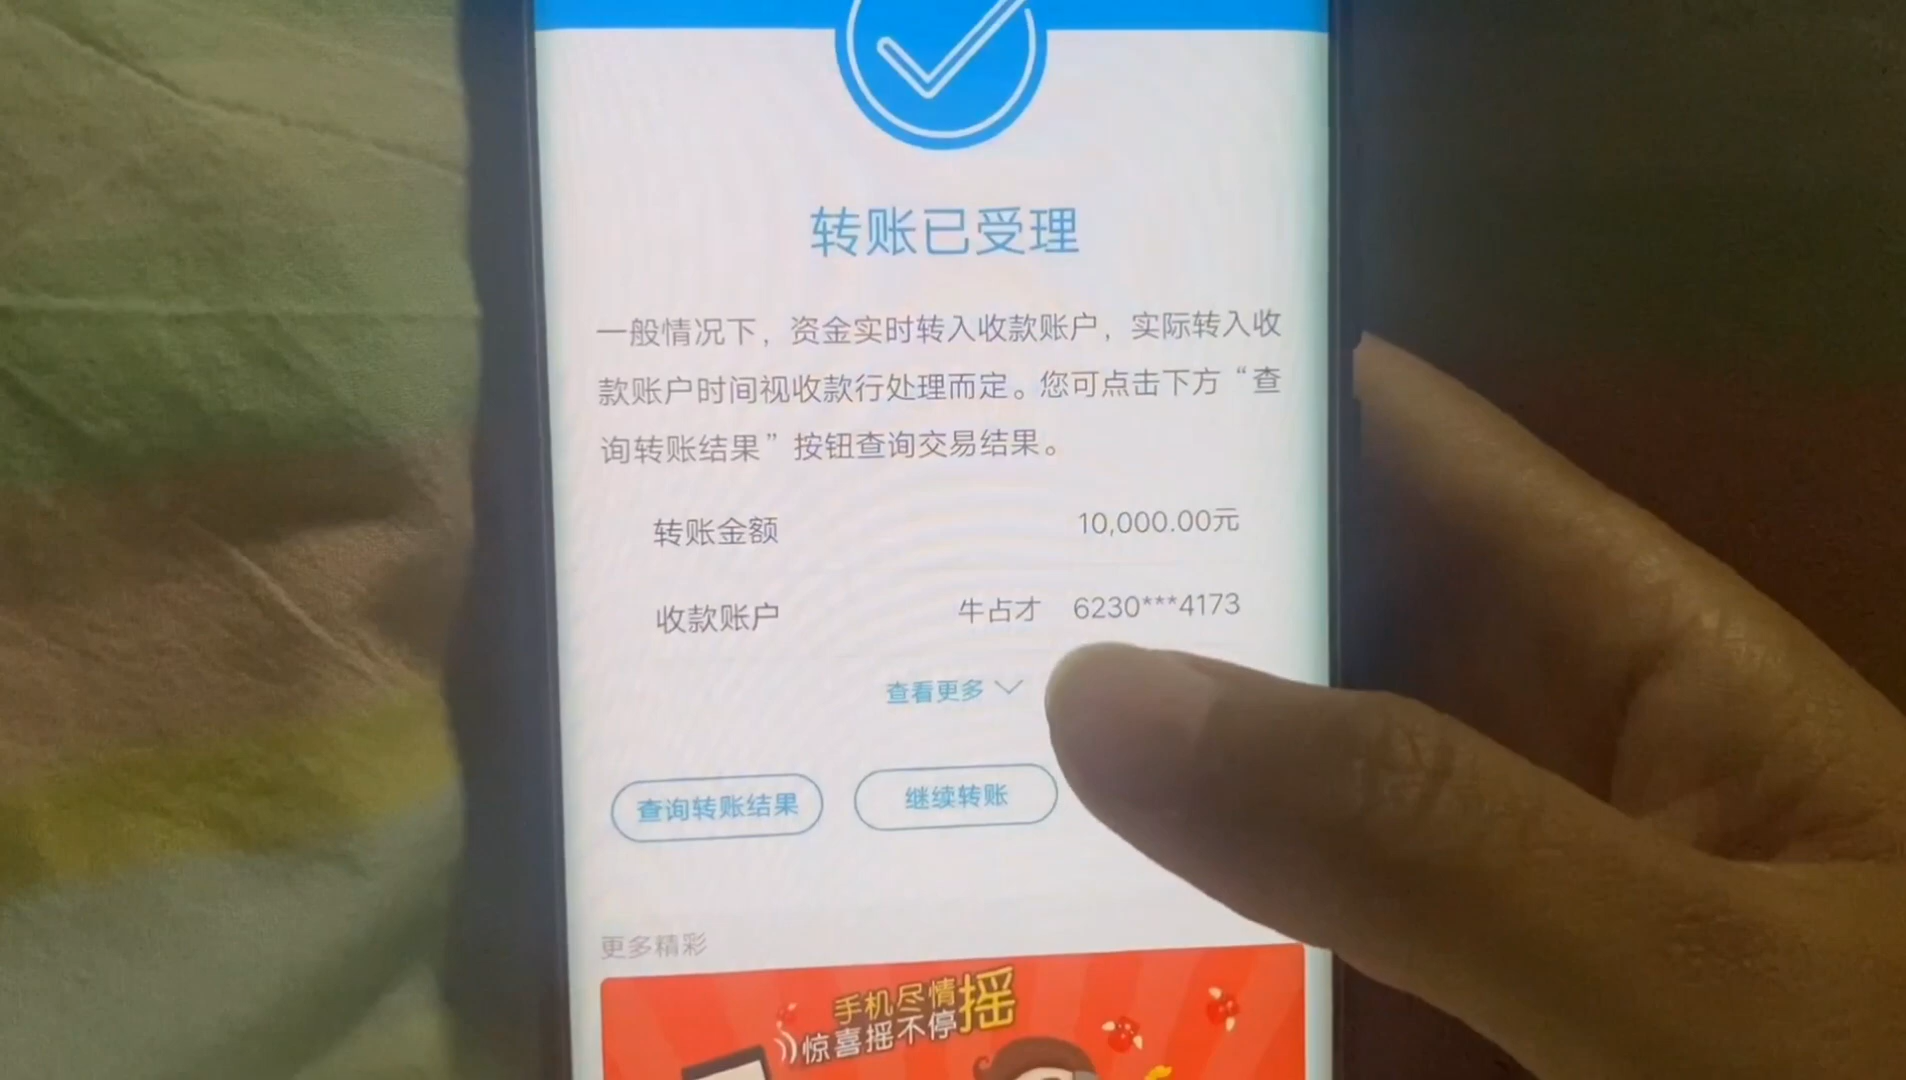 转账已受理
一般情况下，资金实时转入收款账户，实际转入收
款账户时间视收款行处理而定。您可点击下方“查
询转账结果”按钮查询交易结果。
转账金额 10,000.00元
收款账户 牛占才 6230***4173
查看更多
查询转账结果 继续转账
更多精彩
手机尽情摇
惊喜摇不停